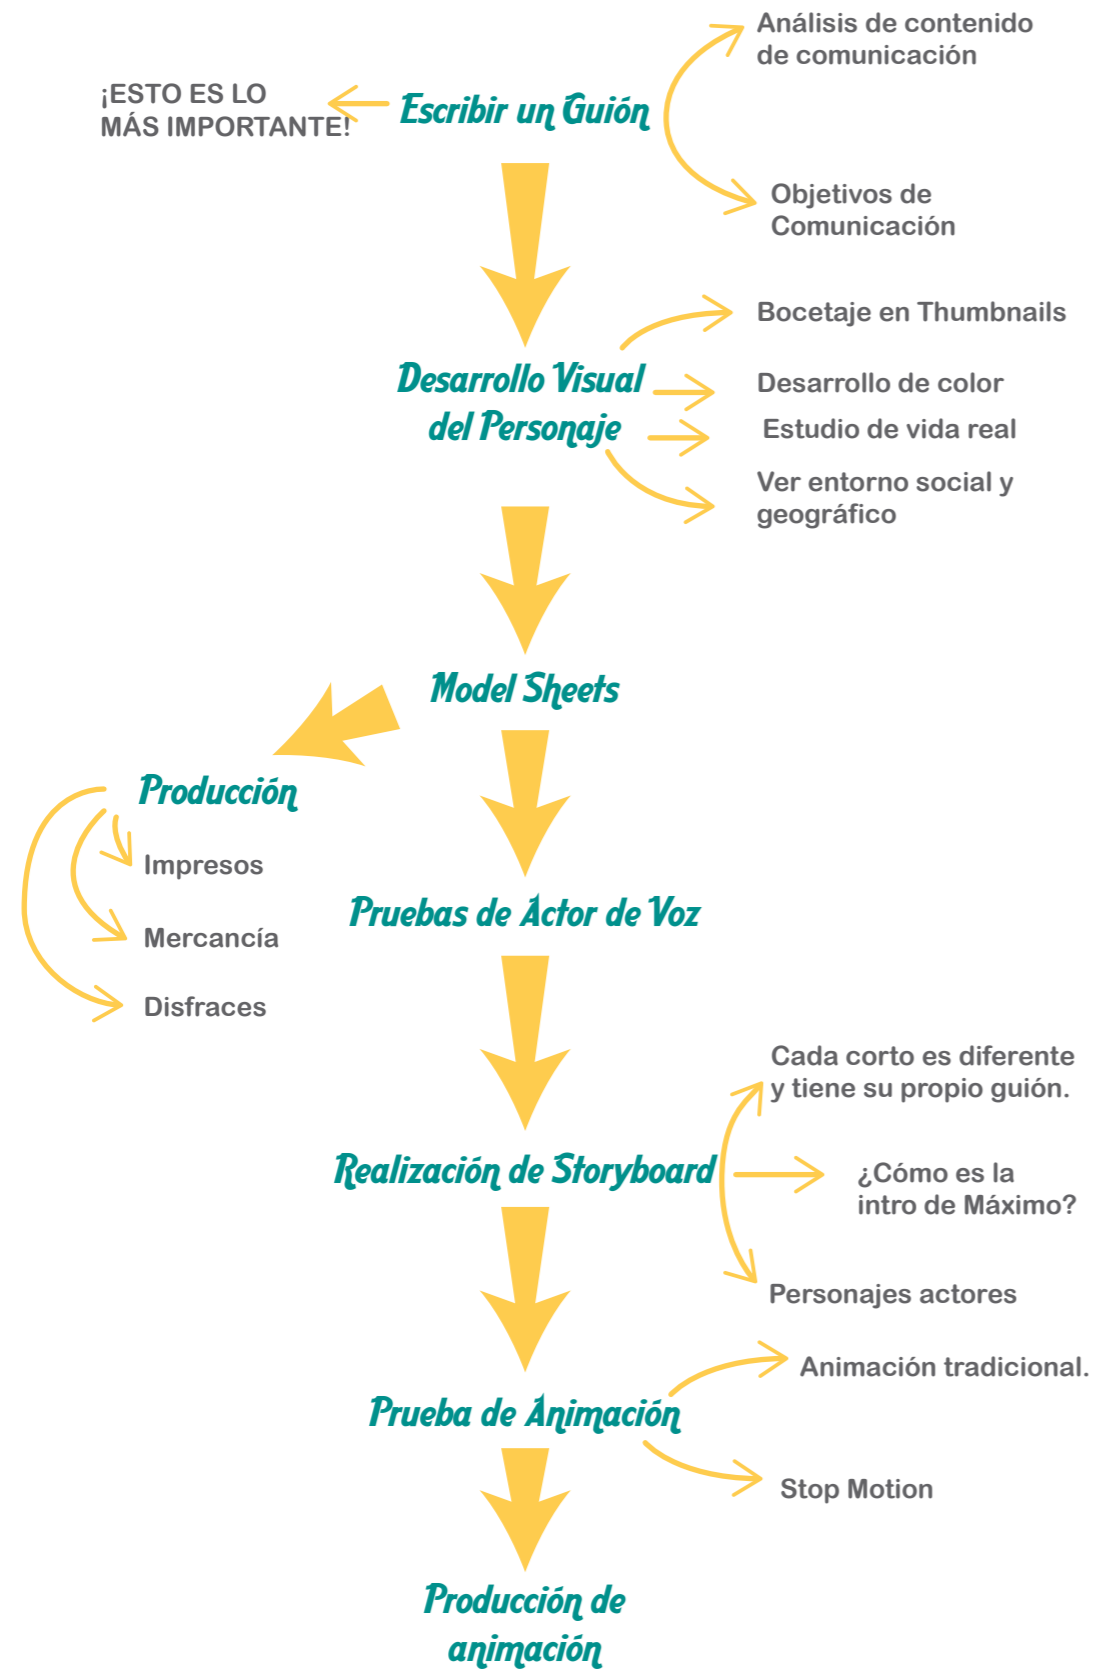 Análisis de contenido
de comunicación
¡ESTO ES LO
MÁS IMPORTANTE!
Escribir un Guión
Objetivos de
Comunicación
Desarrollo Visual
del Personaje
Bocetaje en Thumbnails
Desarrollo de color
Estudio de vida real
Ver entorno social y
geográfico
Model Sheets
Producción
Impresos
Mercancía
Disfraces
Pruebas de Actor de Voz
Realización de Storyboard
Cada corto es diferente
y tiene su propio guión.
¿Cómo es la
intro de Máximo?
Personajes actores
Prueba de Animación
Animación tradicional.
Stop Motion
Producción de
animación